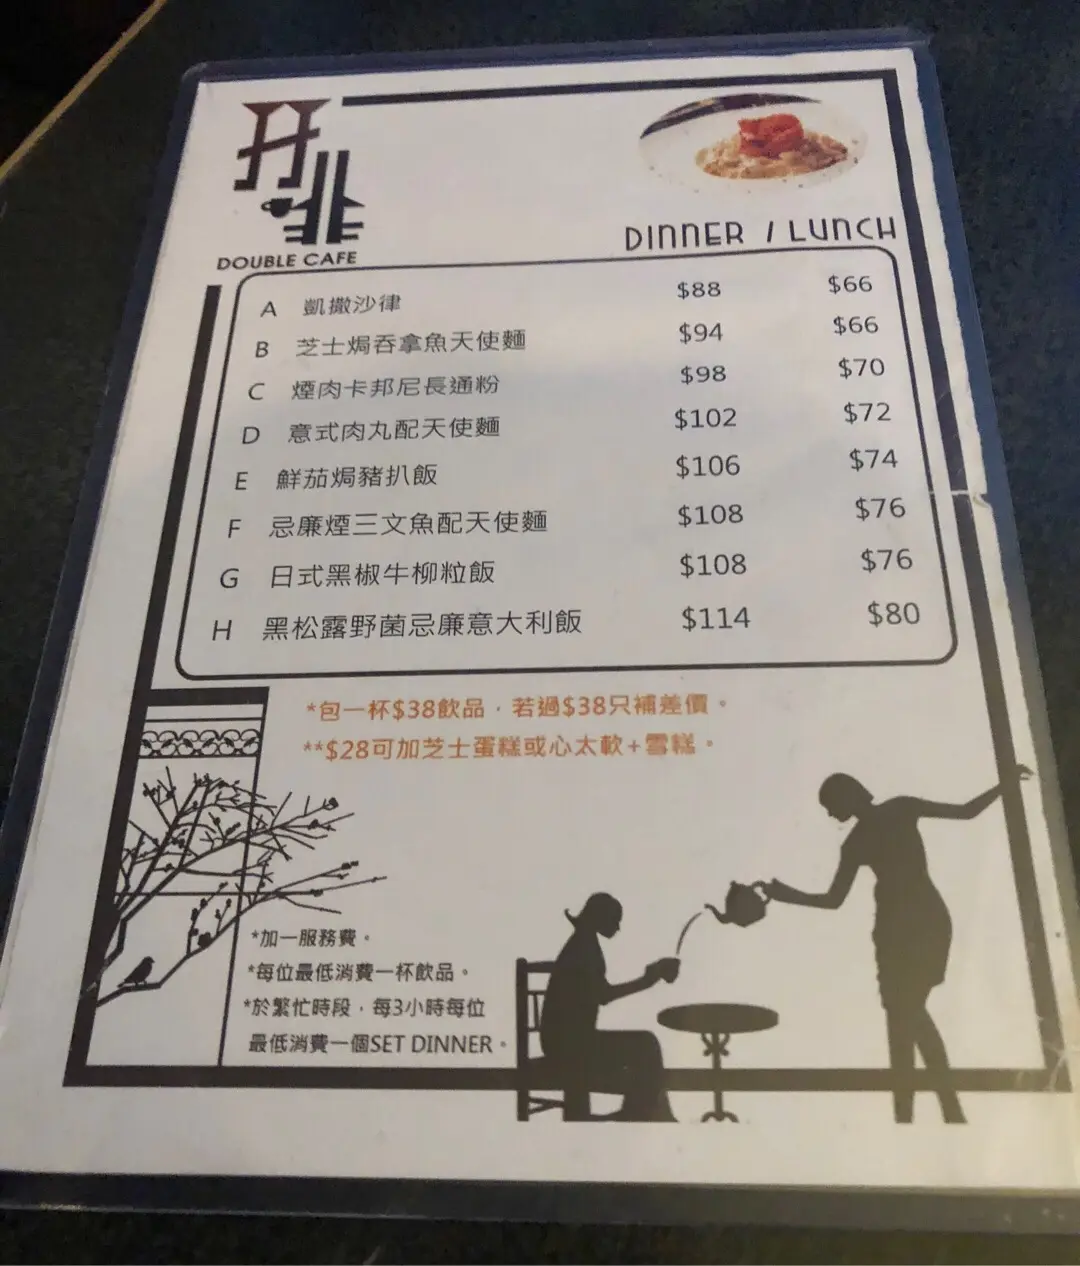 DOUBLE CAFE
DINNER / LUNCH
A 凱撒沙律 $88 $66
B 芝士焗吞拿魚天使麵 $94 $66
C 煙肉卡邦尼長通粉 $98 $70
D 意式肉丸配天使麵 $102 $72
E 鮮茄焗豬扒飯 $106 $74
F 忌廉煙三文魚配天使麵 $108 $76
G 日式黑椒牛柳粒飯 $108 $76
H 黑松露野菌忌廉意大利飯 $114 $80
*包一杯$38飲品，若過$38只補差價。
**$28可加芝士蛋糕或心太軟+雪糕。
*加一服務費。
*每位最低消費一杯飲品。
*於繁忙時段，每3小時每位
最低消費一個SET DINNER。